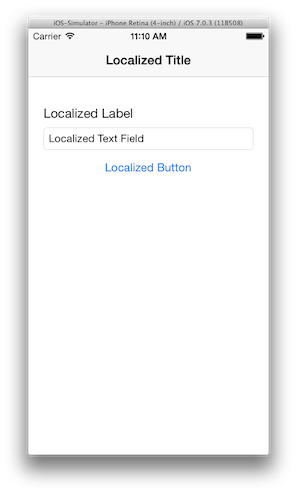 iOS-Simulator - iPhone Retina (4-inch) / iOS 7.0.3 (11B508)
Carrier 11:10 AM
Localized Title
Localized Label
Localized Text Field
Localized Button